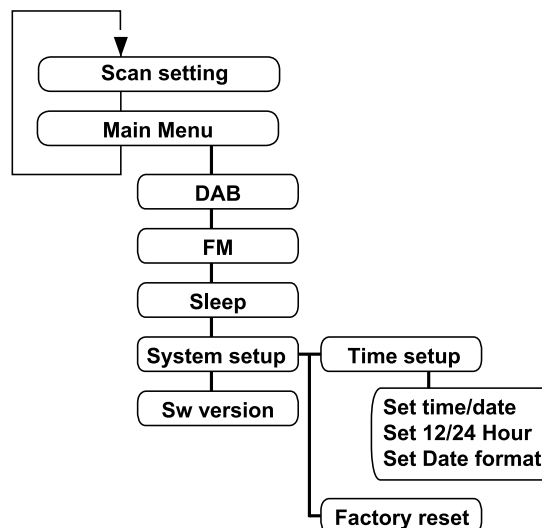 Scan setting
Main Menu
DAB
FM
Sleep
System setup
Time setup
Sw version
Set time/date
Set 12/24 Hour
Set Date format
Factory reset